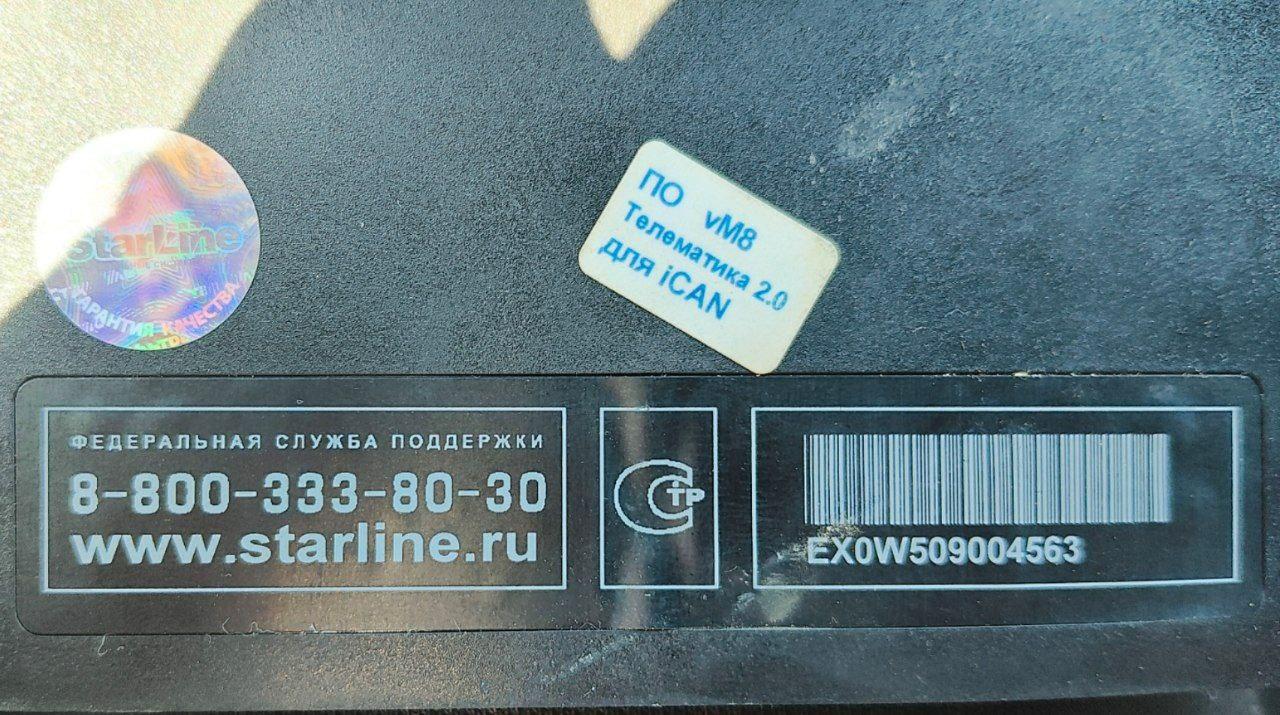 StarLine
ГАРАНТИЯ КАЧЕСТВА
ПО vM8
Телематика 2.0
для iCAN
ФЕДЕРАЛЬНАЯ СЛУЖБА ПОДДЕРЖКИ
8-800-333-80-30
www.starline.ru
ТР
EX0W509004563